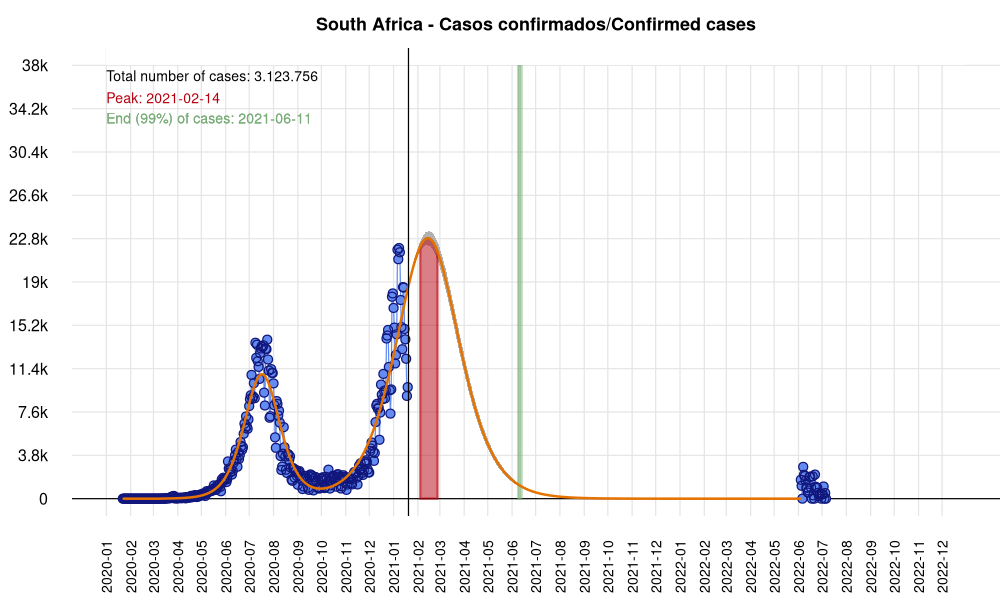 South Africa - Casos confirmados/Confirmed cases
Total number of cases: 3.123.756
Peak: 2021-02-14
End (99%) of cases: 2021-06-11
38k
34.2k
30.4k
26.6k
22.8k
19k
15.2k
11.4k
7.6k
3.8k
0
2020-01
2020-02
2020-03
2020-04
2020-05
2020-06
2020-07
2020-08
2020-09
2020-10
2020-11
2020-12
2021-01
2021-02
2021-03
2021-04
2021-05
2021-06
2021-07
2021-08
2021-09
2021-10
2021-11
2021-12
2022-01
2022-02
2022-03
2022-04
2022-05
2022-06
2022-07
2022-08
2022-09
2022-10
2022-11
2022-12